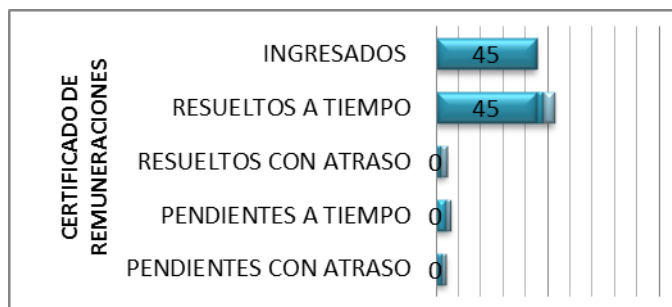 CERTIFICADO DE
REMUNERACIONES
INGRESADOS 45
RESUELTOS A TIEMPO 45
RESUELTOS CON ATRASO 0
PENDIENTES A TIEMPO 0
PENDIENTES CON ATRASO 0